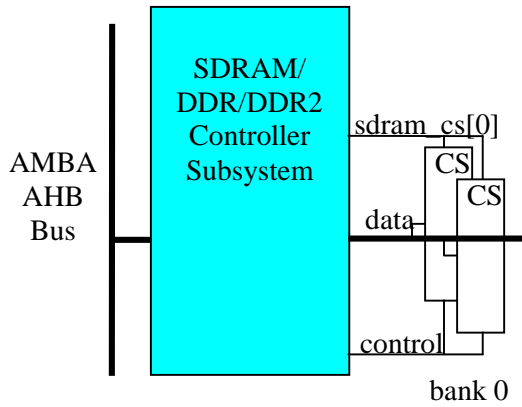 SDRAM/
DDR/DDR2
Controller
Subsystem
AMBA
AHB
Bus
sdram_cs[0]
CS
CS
data
control
bank 0